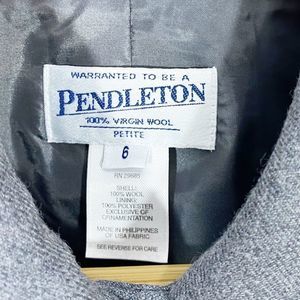 WARRANTED TO BE A
PENDLETON
100% VIRGIN WOOL
PETITE
6
RN 29685
SHELL:
100% WOOL
LINING:
100% POLYESTER
EXCLUSIVE OF
ORNAMENTATION
MADE IN PHILIPPINES
OF USA FABRIC
SEE REVERSE FOR CARE